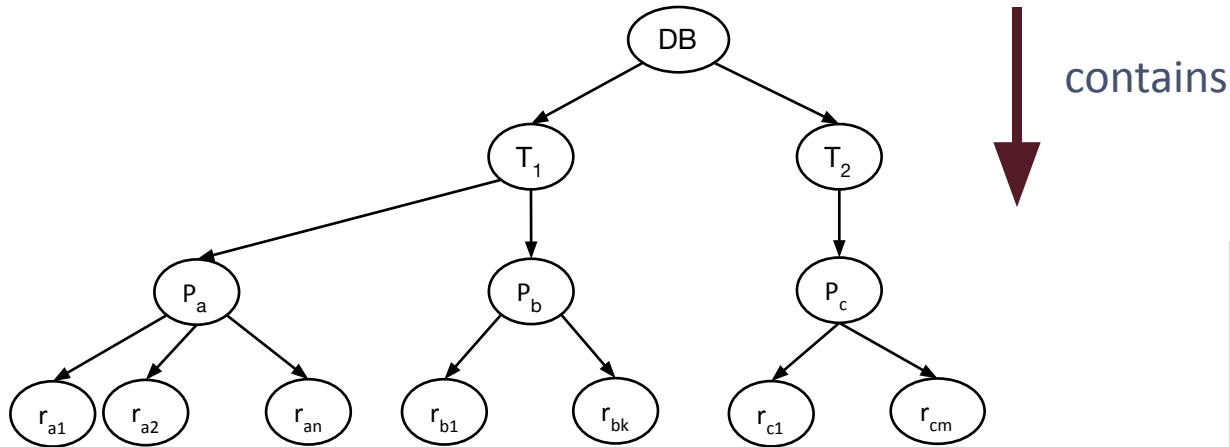 DB
contains
T1
T2
Pa
Pb
Pc
ra1
ra2
ran
rb1
rbk
rc1
rcm